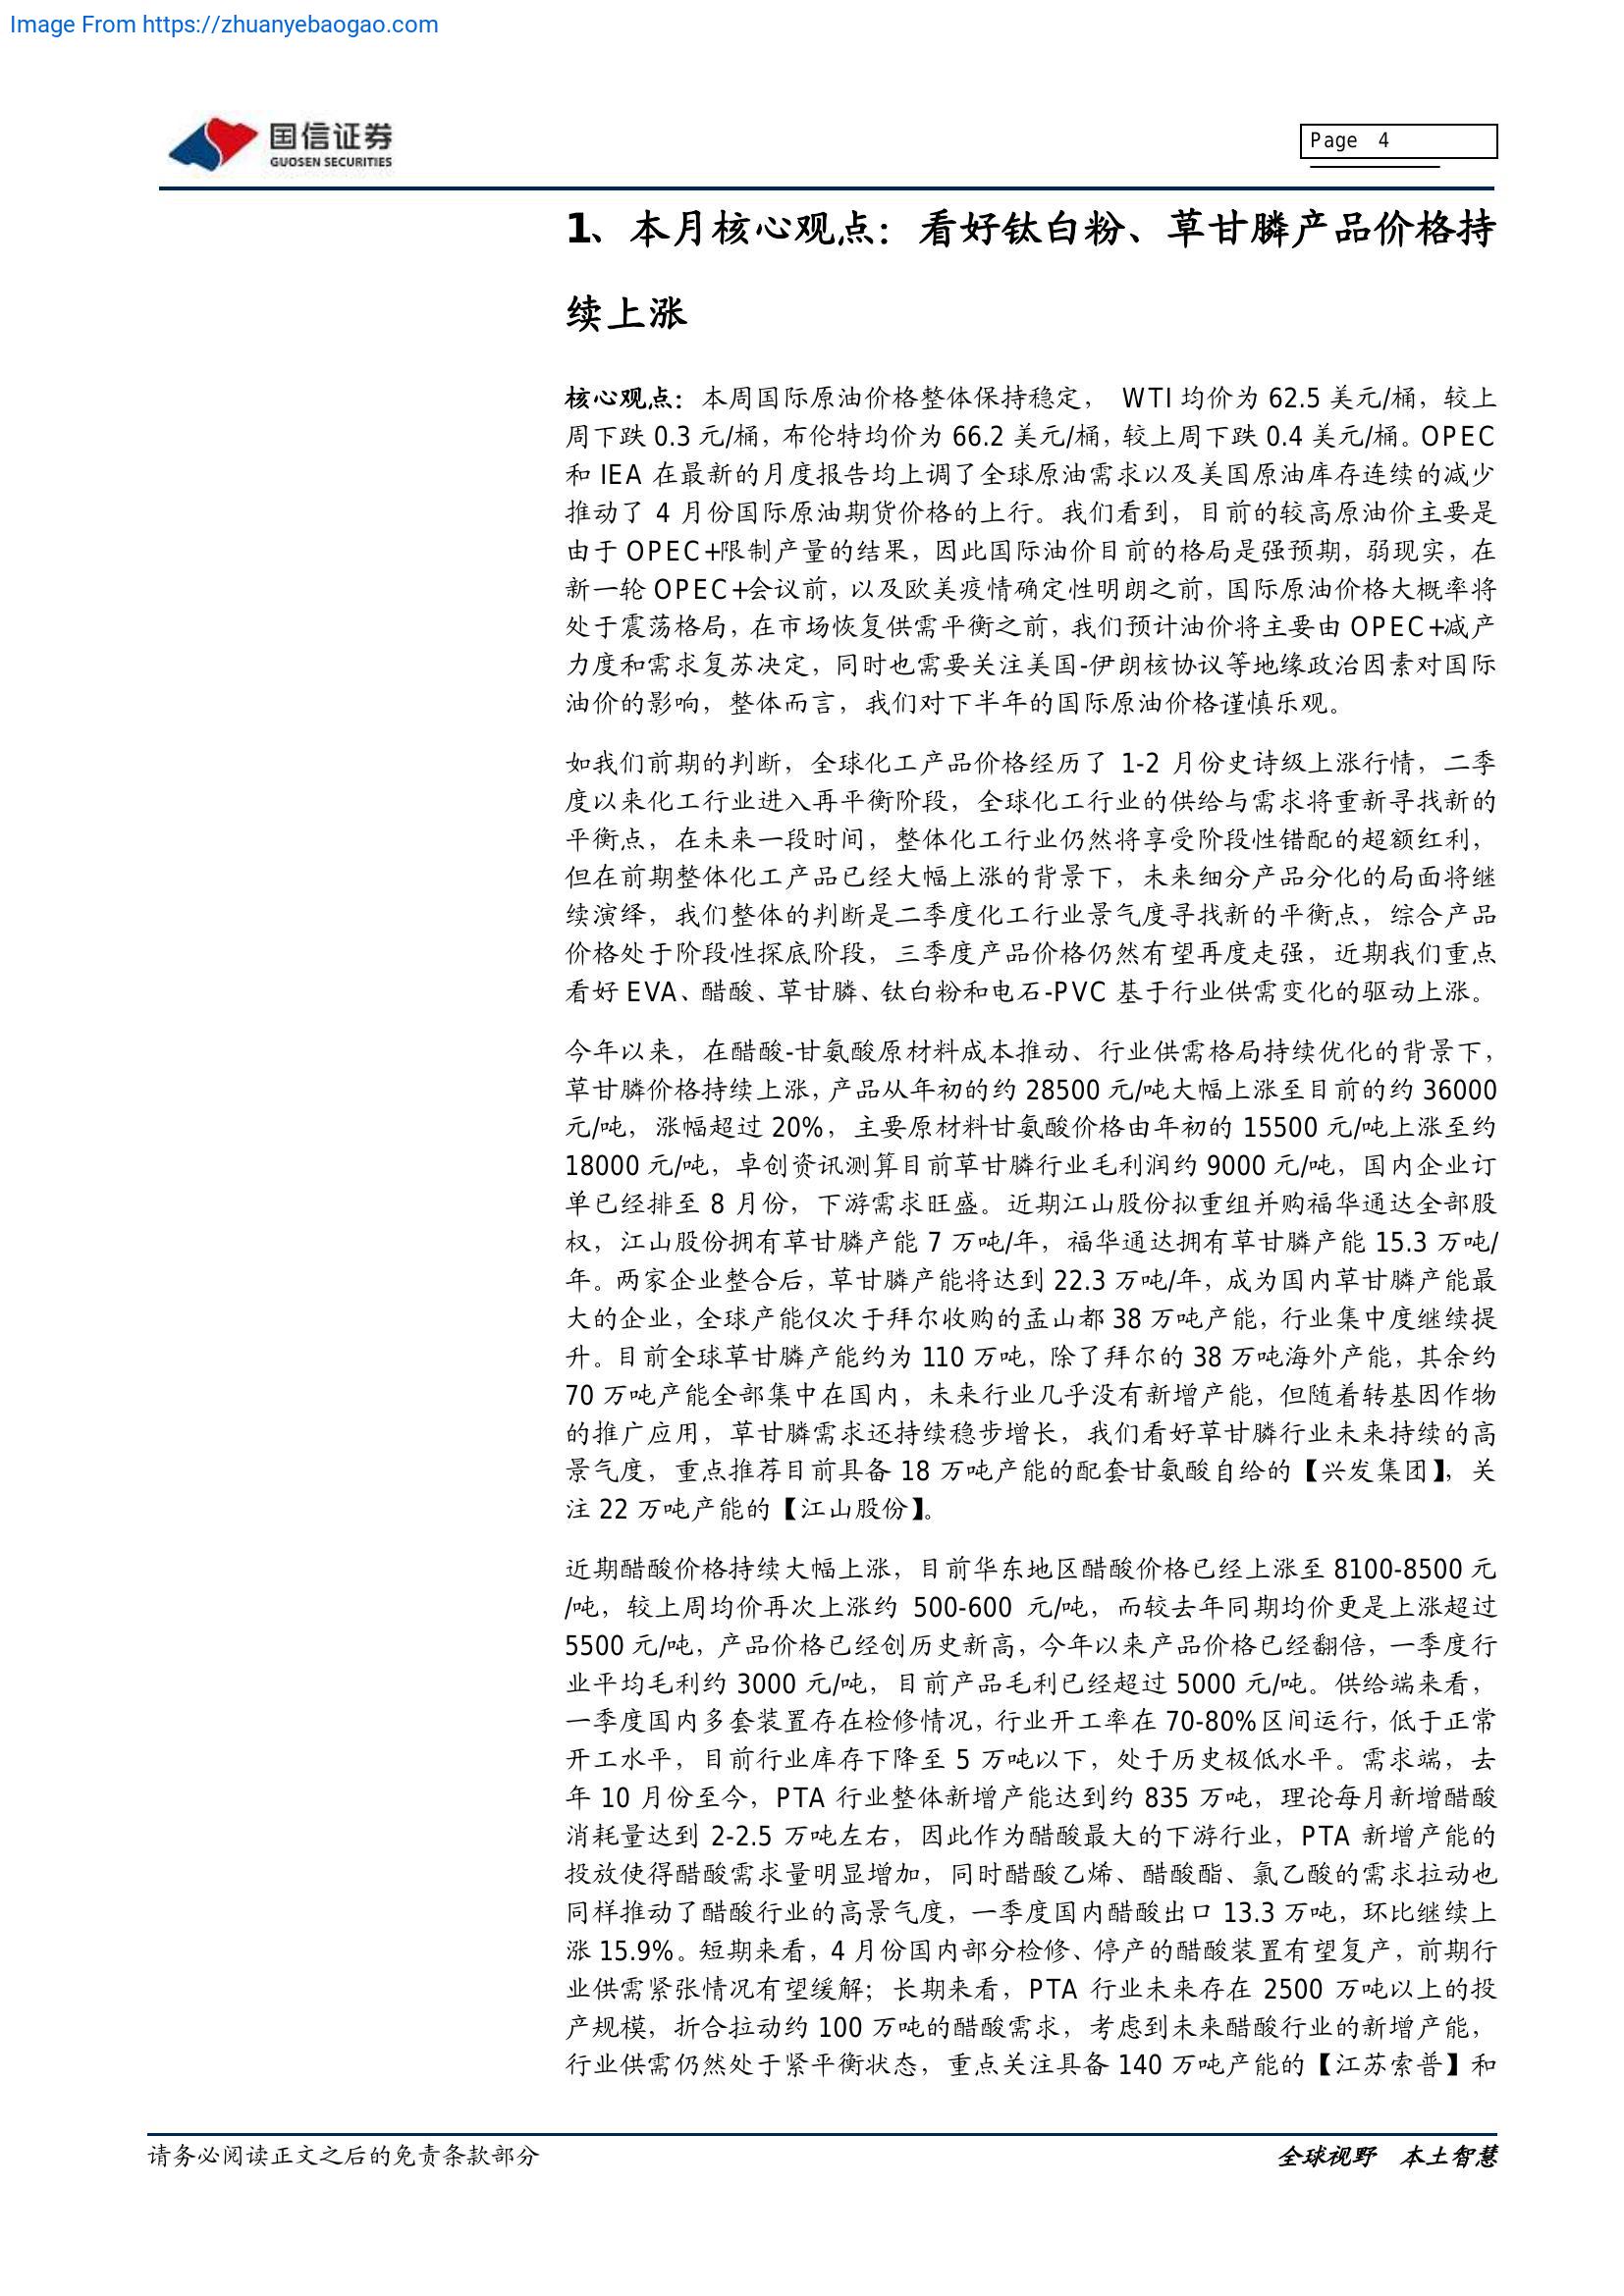 Image From https://zhuanyebaogao.com
国信证券
GUOSEN SECURITIES
Page 4
1、本月核心观点：看好钛白粉、草甘膦产品价格持
续上涨
核心观点：本周国际原油价格整体保持稳定， WTI 均价为 62.5 美元/桶，较上
周下跌 0.3 元/桶，布伦特均价为 66.2 美元/桶，较上周下跌 0.4 美元/桶。OPEC
和 IEA 在最新的月度报告均上调了全球原油需求以及美国原油库存连续的减少
推动了 4 月份国际原油期货价格的上行。我们看到，目前的较高原油价主要是
由于 OPEC+限制产量的结果，因此国际油价目前的格局是强预期，弱现实，在
新一轮 OPEC+会议前，以及欧美疫情确定性明朗之前，国际原油价格大概率将
处于震荡格局，在市场恢复供需平衡之前，我们预计油价将主要由 OPEC+减产
力度和需求复苏决定，同时也需要关注美国-伊朗核协议等地缘政治因素对国际
油价的影响，整体而言，我们对下半年的国际原油价格谨慎乐观。
如我们前期的判断，全球化工产品价格经历了 1-2 月份史诗级上涨行情，二季
度以来化工行业进入再平衡阶段，全球化工行业的供给与需求将重新寻找新的
平衡点，在未来一段时间，整体化工行业仍然将享受阶段性错配的超额红利，
但在前期整体化工产品已经大幅上涨的背景下，未来细分产品分化的局面将继
续演绎，我们整体的判断是二季度化工行业景气度寻找新的平衡点，综合产品
价格处于阶段性探底阶段，三季度产品价格仍然有望再度走强，近期我们重点
看好 EVA、醋酸、草甘膦、钛白粉和电石-PVC 基于行业供需变化的驱动上涨。
今年以来，在醋酸-甘氨酸原材料成本推动、行业供需格局持续优化的背景下，
草甘膦价格持续上涨，产品从年初的约 28500 元/吨大幅上涨至目前的约 36000
元/吨，涨幅超过 20%，主要原材料甘氨酸价格由年初的 15500 元/吨上涨至约
18000 元/吨，卓创资讯测算目前草甘膦行业毛利润约 9000 元/吨，国内企业订
单已经排至 8 月份，下游需求旺盛。近期江山股份拟重组并购福华通达全部股
权，江山股份拥有草甘膦产能 7 万吨/年，福华通达拥有草甘膦产能 15.3 万吨/
年。两家企业整合后，草甘膦产能将达到 22.3 万吨/年，成为国内草甘膦产能最
大的企业，全球产能仅次于拜尔收购的孟山都 38 万吨产能，行业集中度继续提
升。目前全球草甘膦产能约为 110 万吨，除了拜尔的 38 万吨海外产能，其余约
70 万吨产能全部集中在国内，未来行业几乎没有新增产能，但随着转基因作物
的推广应用，草甘膦需求还持续稳步增长，我们看好草甘膦行业未来持续的高
景气度，重点推荐目前具备 18 万吨产能的配套甘氨酸自给的【兴发集团】，关
注 22 万吨产能的【江山股份】。
近期醋酸价格持续大幅上涨，目前华东地区醋酸价格已经上涨至 8100-8500 元
/吨，较上周均价再次上涨约 500-600 元/吨，而较去年同期均价更是上涨超过
5500 元/吨，产品价格已经创历史新高，今年以来产品价格已经翻倍，一季度行
业平均毛利约 3000 元/吨，目前产品毛利已经超过 5000 元/吨。供给端来看，
一季度国内多套装置存在检修情况，行业开工率在 70-80%区间运行，低于正常
开工水平，目前行业库存下降至 5 万吨以下，处于历史极低水平。需求端，去
年 10 月份至今，PTA 行业整体新增产能达到约 835 万吨，理论每月新增醋酸
消耗量达到 2-2.5 万吨左右，因此作为醋酸最大的下游行业，PTA 新增产能的
投放使得醋酸需求量明显增加，同时醋酸乙烯、醋酸酯、氯乙酸的需求拉动也
同样推动了醋酸行业的高景气度，一季度国内醋酸出口 13.3 万吨，环比继续上
涨 15.9%。短期来看，4 月份国内部分检修、停产的醋酸装置有望复产，前期行
业供需紧张情况有望缓解；长期来看，PTA 行业未来存在 2500 万吨以上的投
产规模，折合拉动约 100 万吨的醋酸需求，考虑到未来醋酸行业的新增产能，
行业供需仍然处于紧平衡状态，重点关注具备 140 万吨产能的【江苏索普】和
请务必阅读正文之后的免责条款部分
全球视野 本土智慧